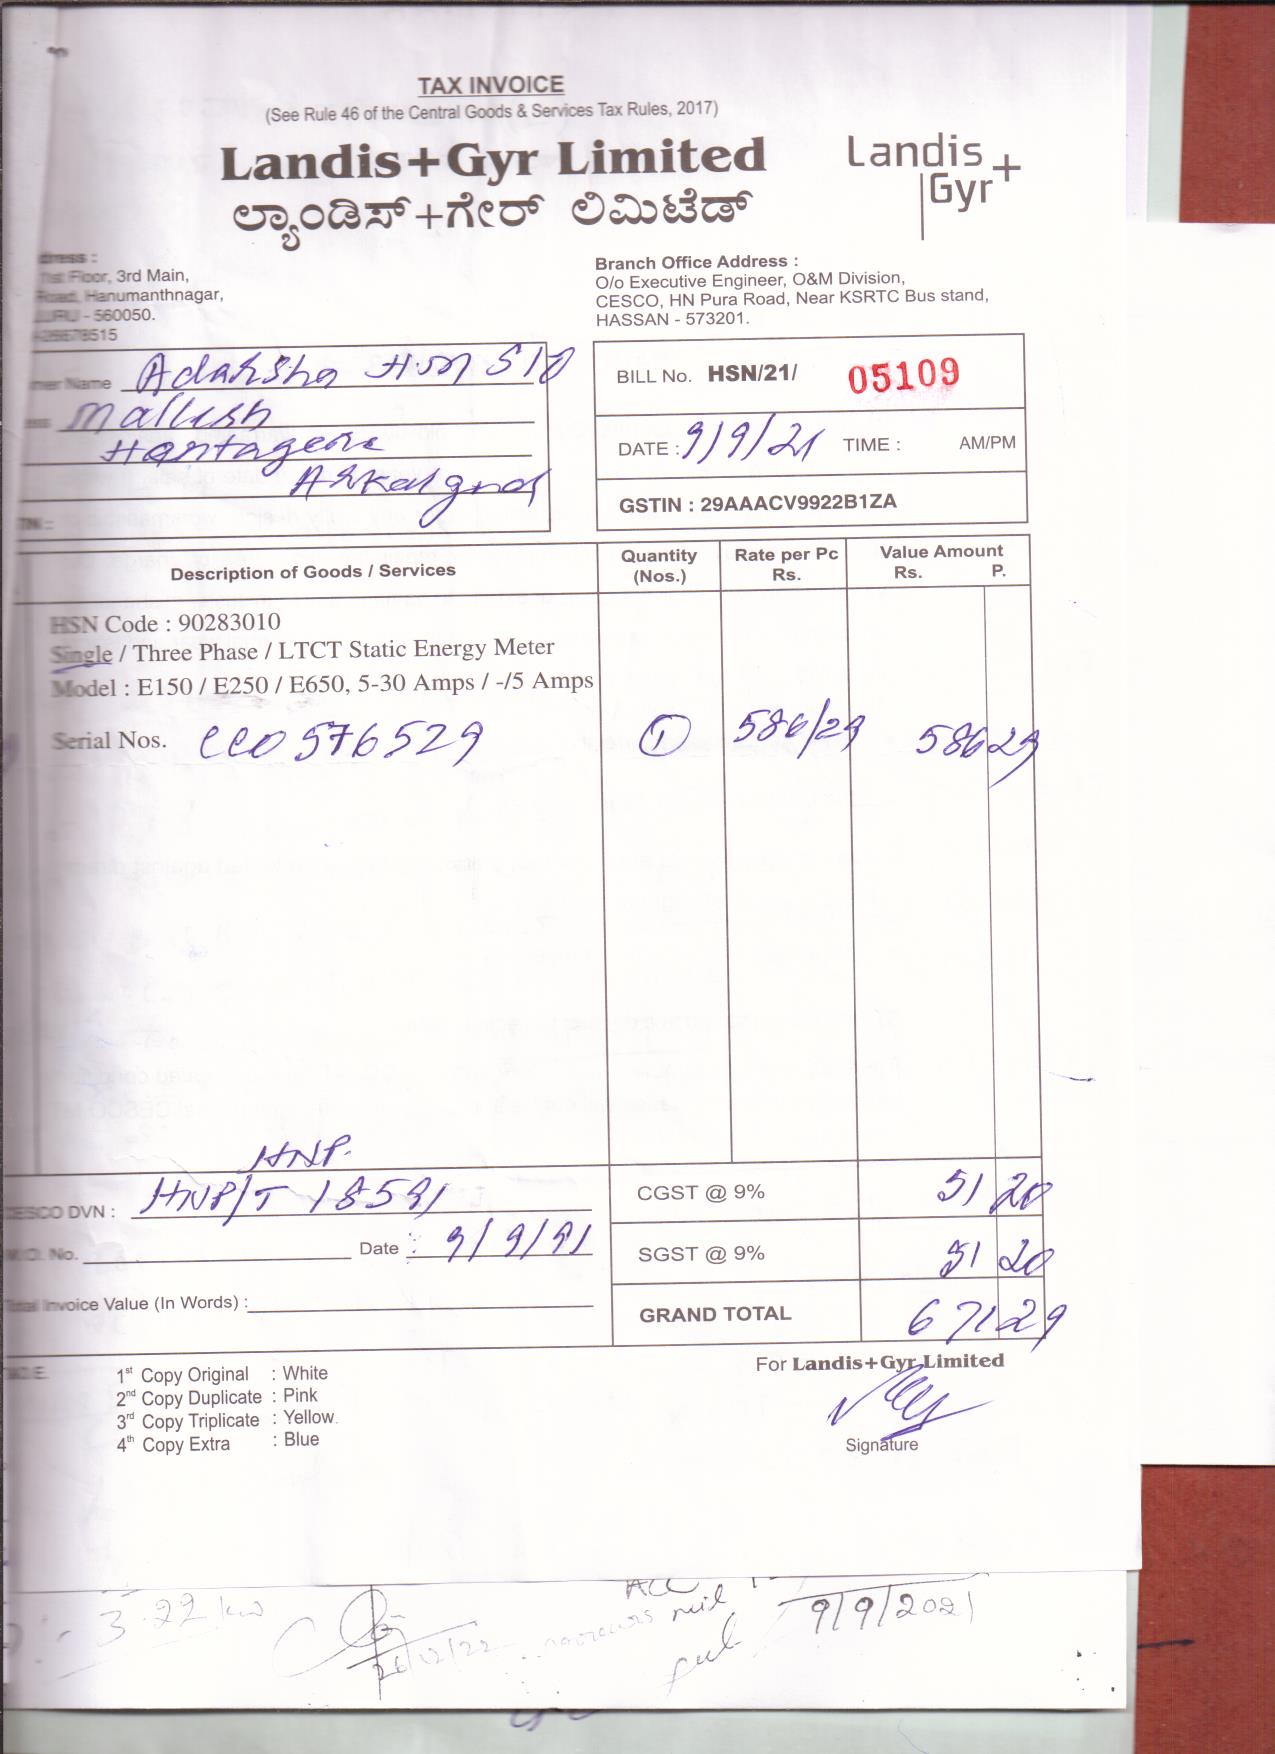 TAX INVOICE
(See Rule 46 of the Central Goods & Services Tax Rules, 2017)
Landis+Gyr Limited
ಲ್ಯಾಂಡಿಸ್+ಗೇರ್ ಲಿಮಿಟೆಡ್
Landis
Gyr+
Floor, 3rd Main,
Road, Hanumanthnagar,
- 560050.
Branch Office Address :
O/o Executive Engineer, O&M Division,
CESCO, HN Pura Road, Near KSRTC Bus stand,
HASSAN - 573201.
Name Adarsha H.M S/O
Mallesh
Arkalgud
BILL No. HSN/21/ 05109
DATE : 9/9/21 TIME : AM/PM
GSTIN : 29AAACV9922B1ZA
Description of Goods / Services Quantity (Nos.) Rate per Pc Rs. Value Amount Rs. P.
HSN Code : 90283010
Single / Three Phase / LTCT Static Energy Meter
Model : E150 / E250 / E650, 5-30 Amps / -/5 Amps
Serial Nos. CCO576529 1 586/29 586 29
HNP.
CESCO DVN : HNP/T 18591 CGST @ 9% 51 20
No. Date : 9/9/91 SGST @ 9% 51 20
Total Invoice Value (In Words) : GRAND TOTAL 671 29
1st Copy Original : White
2nd Copy Duplicate : Pink
3rd Copy Triplicate : Yellow.
4th Copy Extra : Blue
For Landis+Gyr Limited
Signature
3.22 kw
9/9/2021